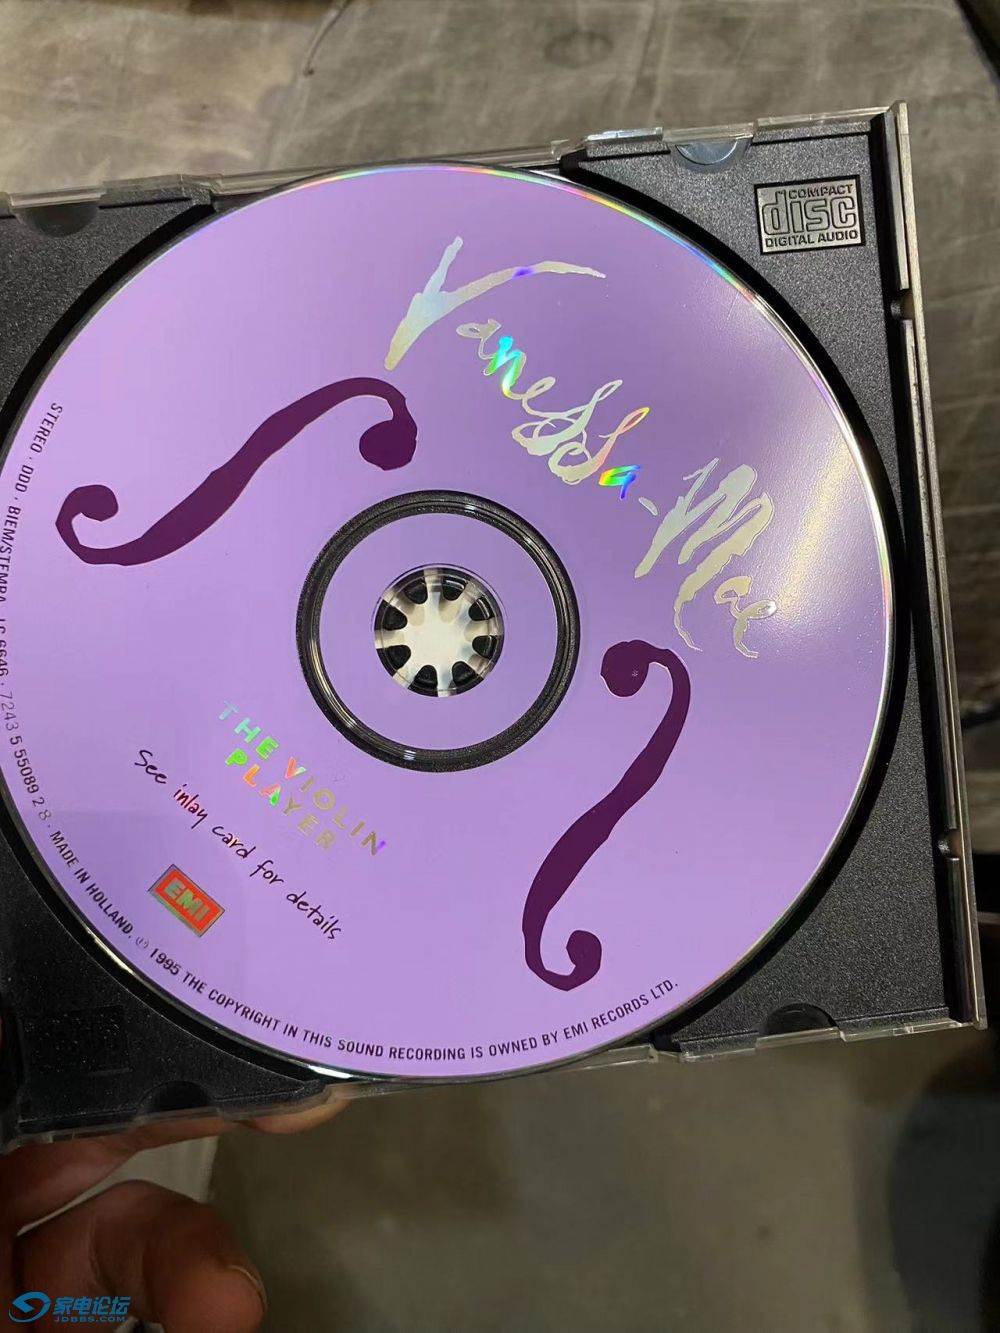 COMPACT
disc
DIGITAL AUDIO
Vanessa-Mae
THE VIOLIN
PLAYER
See inlay card for details
EMI
STEREO · DDD · BIEM/STEMRA · LC 6646 · 7243 5 55089 2 8 · MADE IN HOLLAND. ℗ 1995 THE COPYRIGHT IN THIS SOUND RECORDING IS OWNED BY EMI RECORDS LTD.
家电论坛
JDBBS.COM